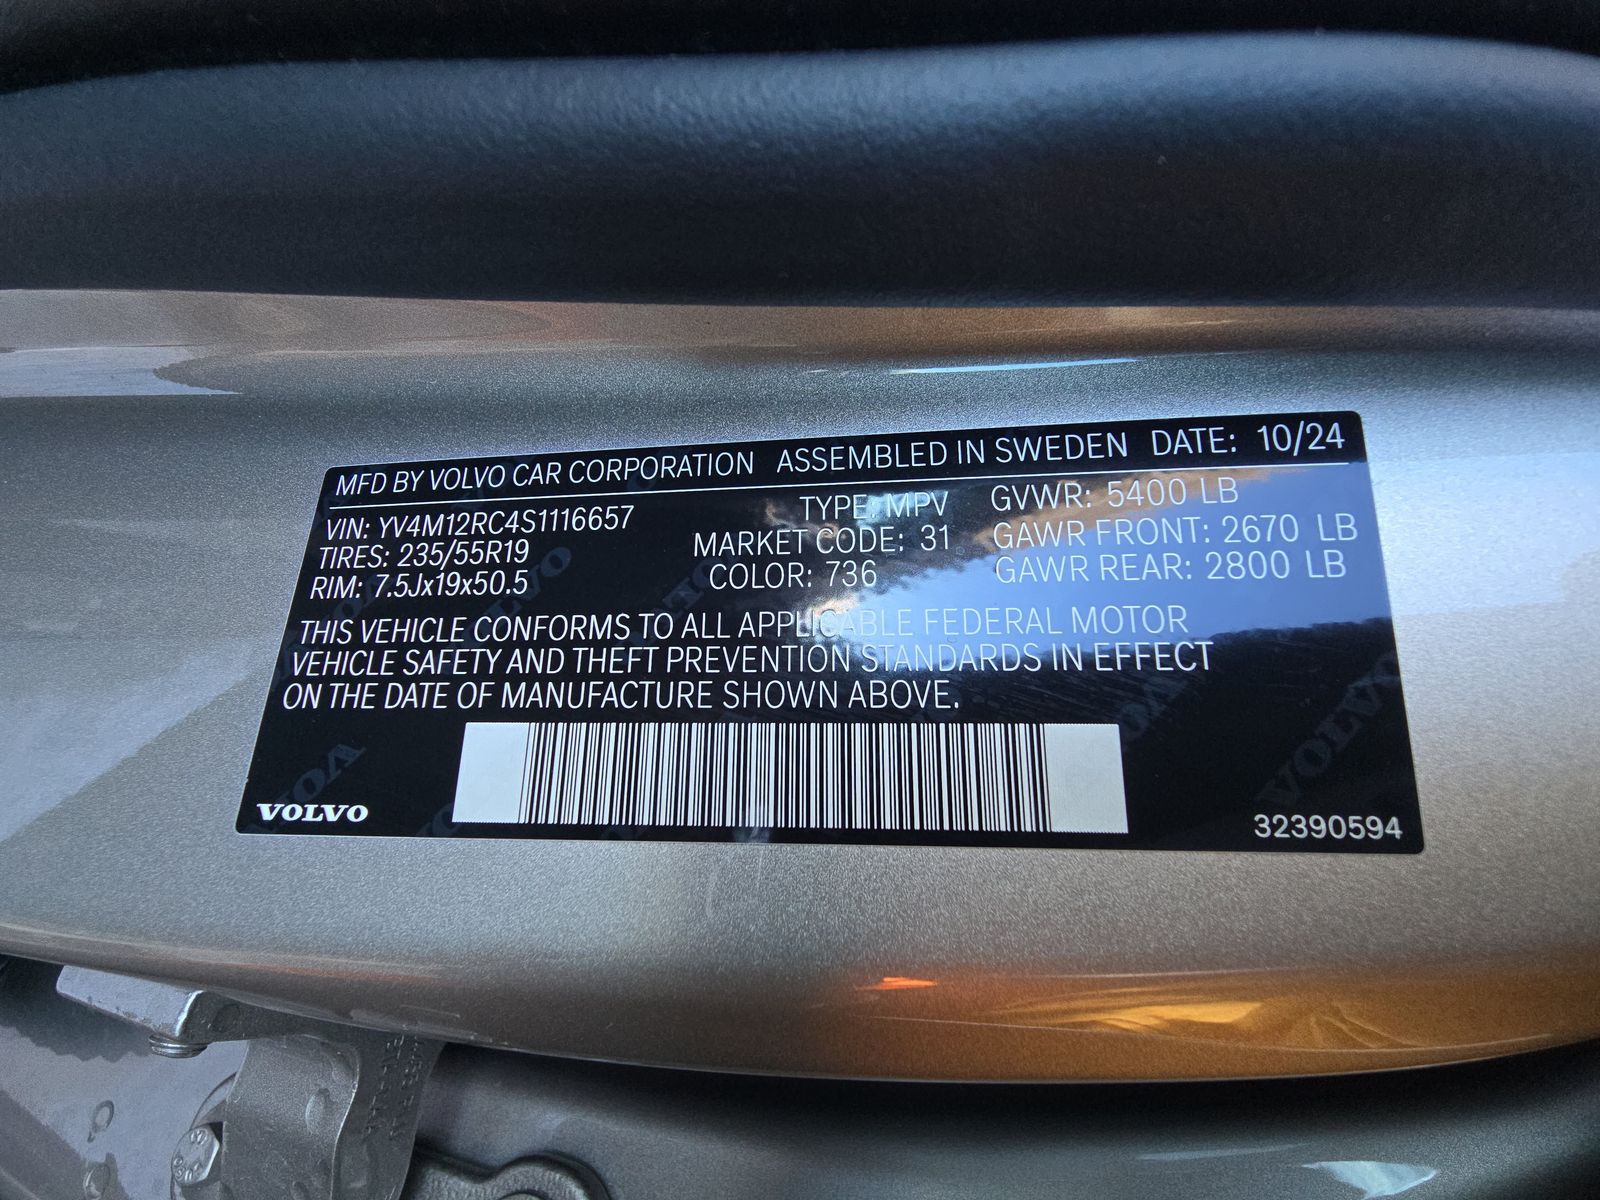 MFD BY VOLVO CAR CORPORATION ASSEMBLED IN SWEDEN DATE: 10/24
VIN: YV4M12RC4S1116657 TYPE: MPV GVWR: 5400 LB
TIRES: 235/55R19 MARKET CODE: 31 GAWR FRONT: 2670 LB
RIM: 7.5Jx19x50.5 COLOR: 736 GAWR REAR: 2800 LB
THIS VEHICLE CONFORMS TO ALL APPLICABLE FEDERAL MOTOR
VEHICLE SAFETY AND THEFT PREVENTION STANDARDS IN EFFECT
ON THE DATE OF MANUFACTURE SHOWN ABOVE.
VOLVO 32390594